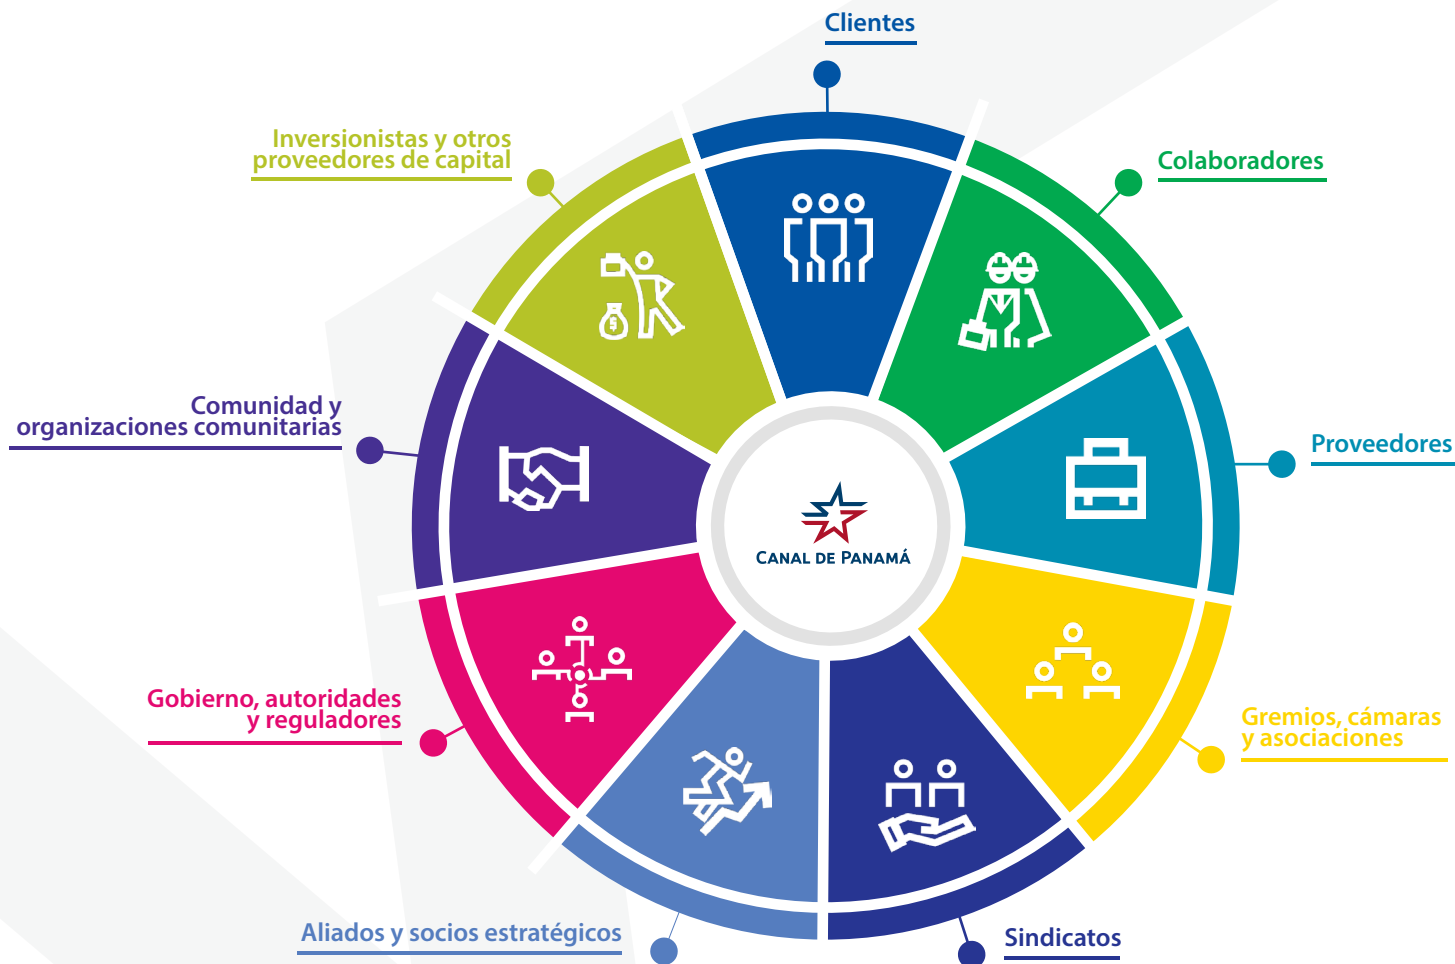 Clientes
Colaboradores
Proveedores
Gremios, cámaras
y asociaciones
Sindicatos
Aliados y socios estratégicos
Gobierno, autoridades
y reguladores
Comunidad y
organizaciones comunitarias
Inversionistas y otros
proveedores de capital
$
CANAL DE PANAMÁ